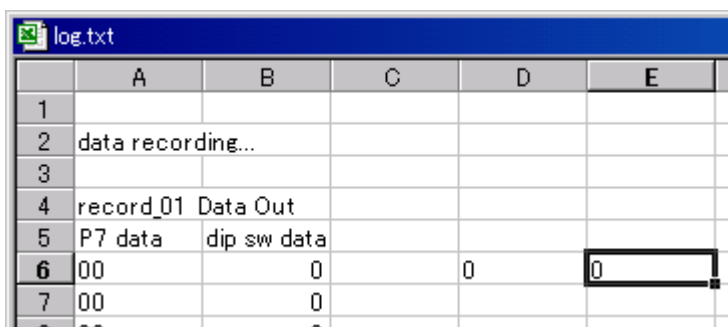 log.txt
A B C D E
1
2 data recording...
3
4 record_01 Data Out
5 P7 data dip sw data
6 00 0 0 0
7 00 0